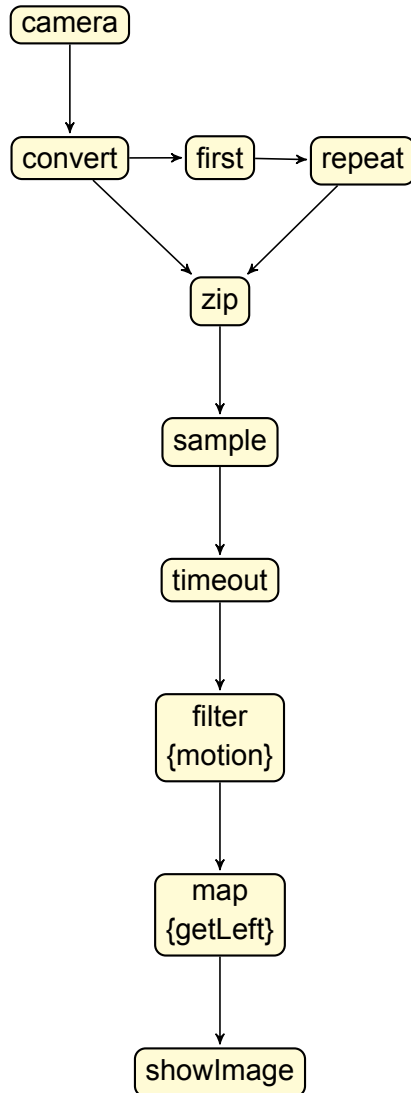 camera
convert
first
repeat
zip
sample
timeout
filter
{motion}
map
{getLeft}
showImage